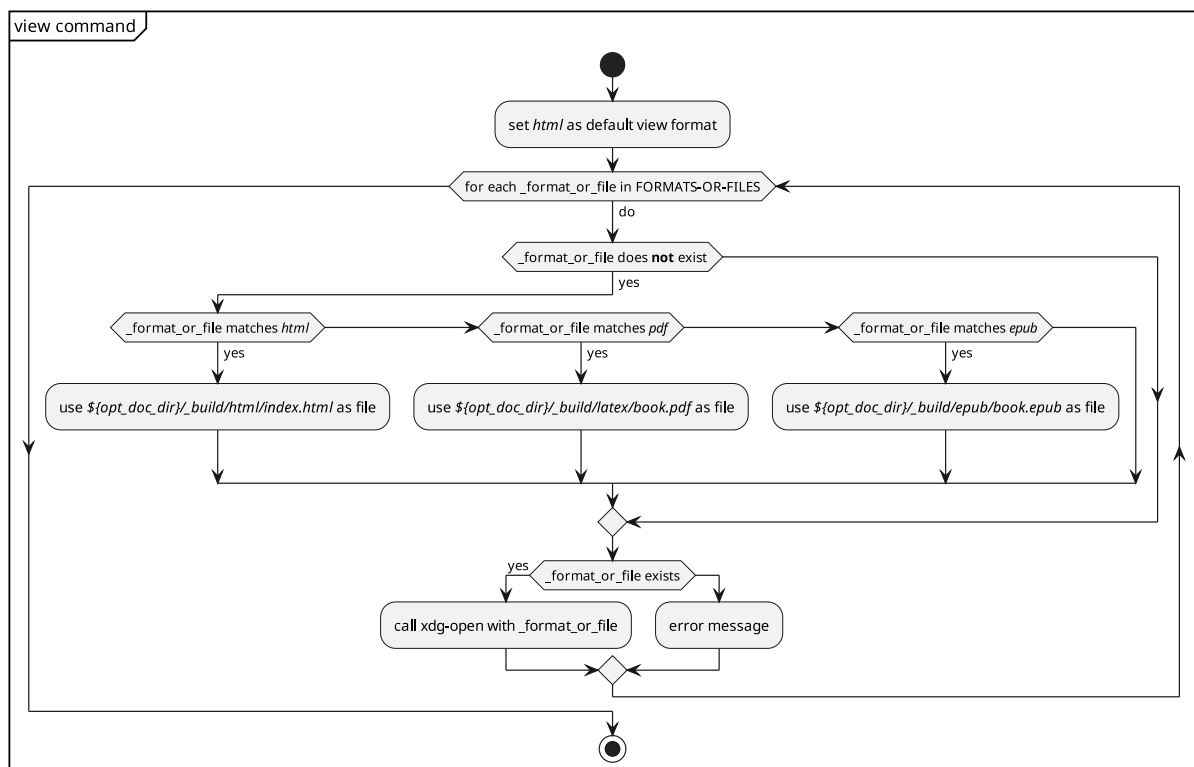 view command
set html as default view format
for each _format_or_file in FORMATS-OR-FILES
do
_format_or_file does not exist
yes
_format_or_file matches html
_format_or_file matches pdf
_format_or_file matches epub
yes
yes
yes
use ${opt_doc_dir}/_build/html/index.html as file
use ${opt_doc_dir}/_build/latex/book.pdf as file
use ${opt_doc_dir}/_build/epub/book.epub as file
yes
_format_or_file exists
call xdg-open with _format_or_file
error message